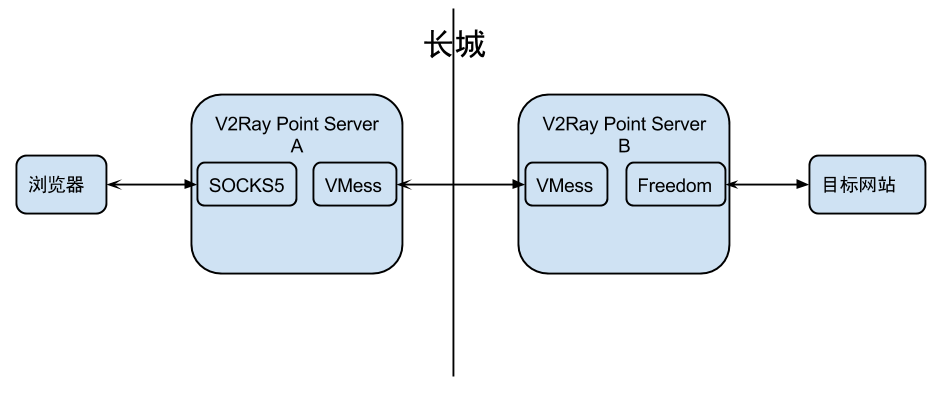 长城
V2Ray Point Server
A
V2Ray Point Server
B
浏览器
SOCKS5
VMess
VMess
Freedom
目标网站